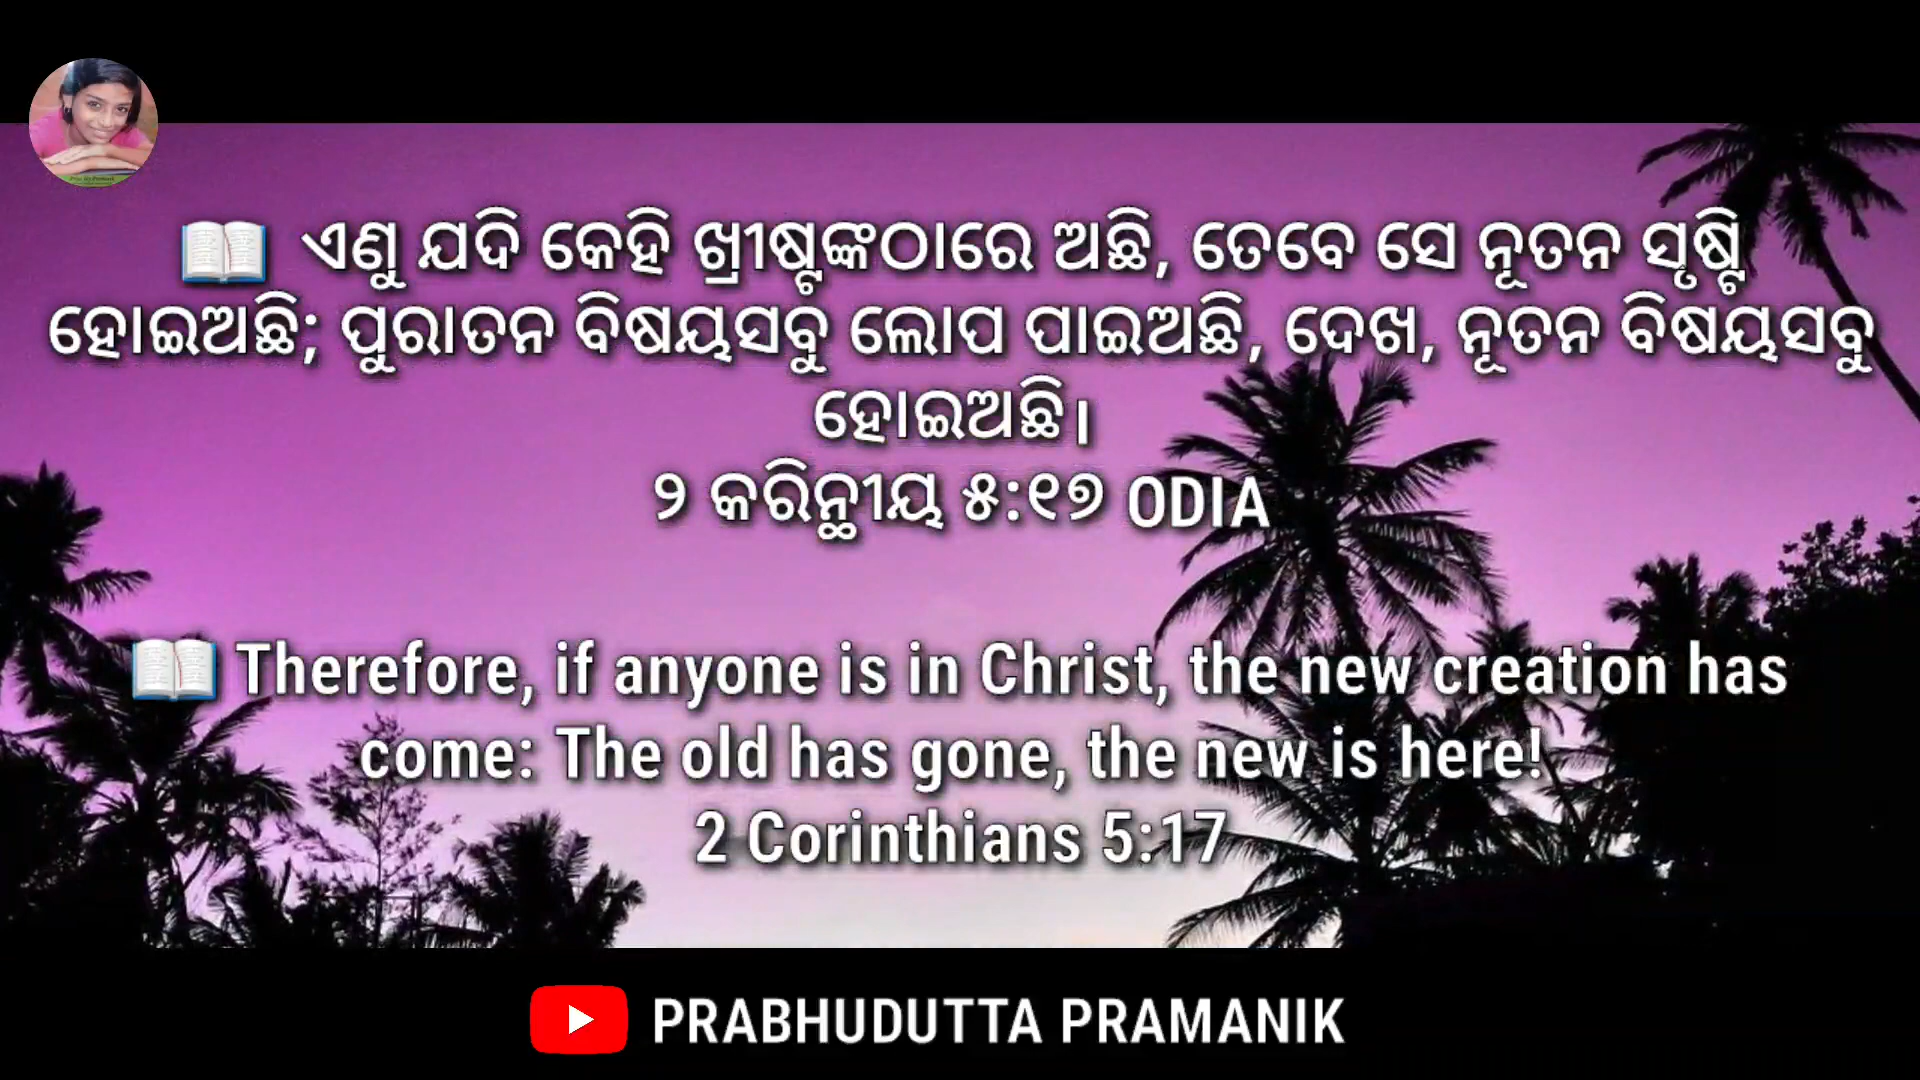 📖 ଏଣୁ ଯଦି କେହି ଖ୍ରୀଷ୍ଟଙ୍କଠାରେ ଅଛି, ତେବେ ସେ ନୂତନ ସୃଷ୍ଟି
ହୋଇଅଛି; ପୁରାତନ ବିଷୟସବୁ ଲୋପ ପାଇଅଛି, ଦେଖ, ନୂତନ ବିଷୟସବୁ
ହୋଇଅଛି।
୨ କରିନ୍ଥୀୟ ୫:୧୭ ODIA
📖 Therefore, if anyone is in Christ, the new creation has
come: The old has gone, the new is here!
2 Corinthians 5:17
PRABHUDUTTA PRAMANIK